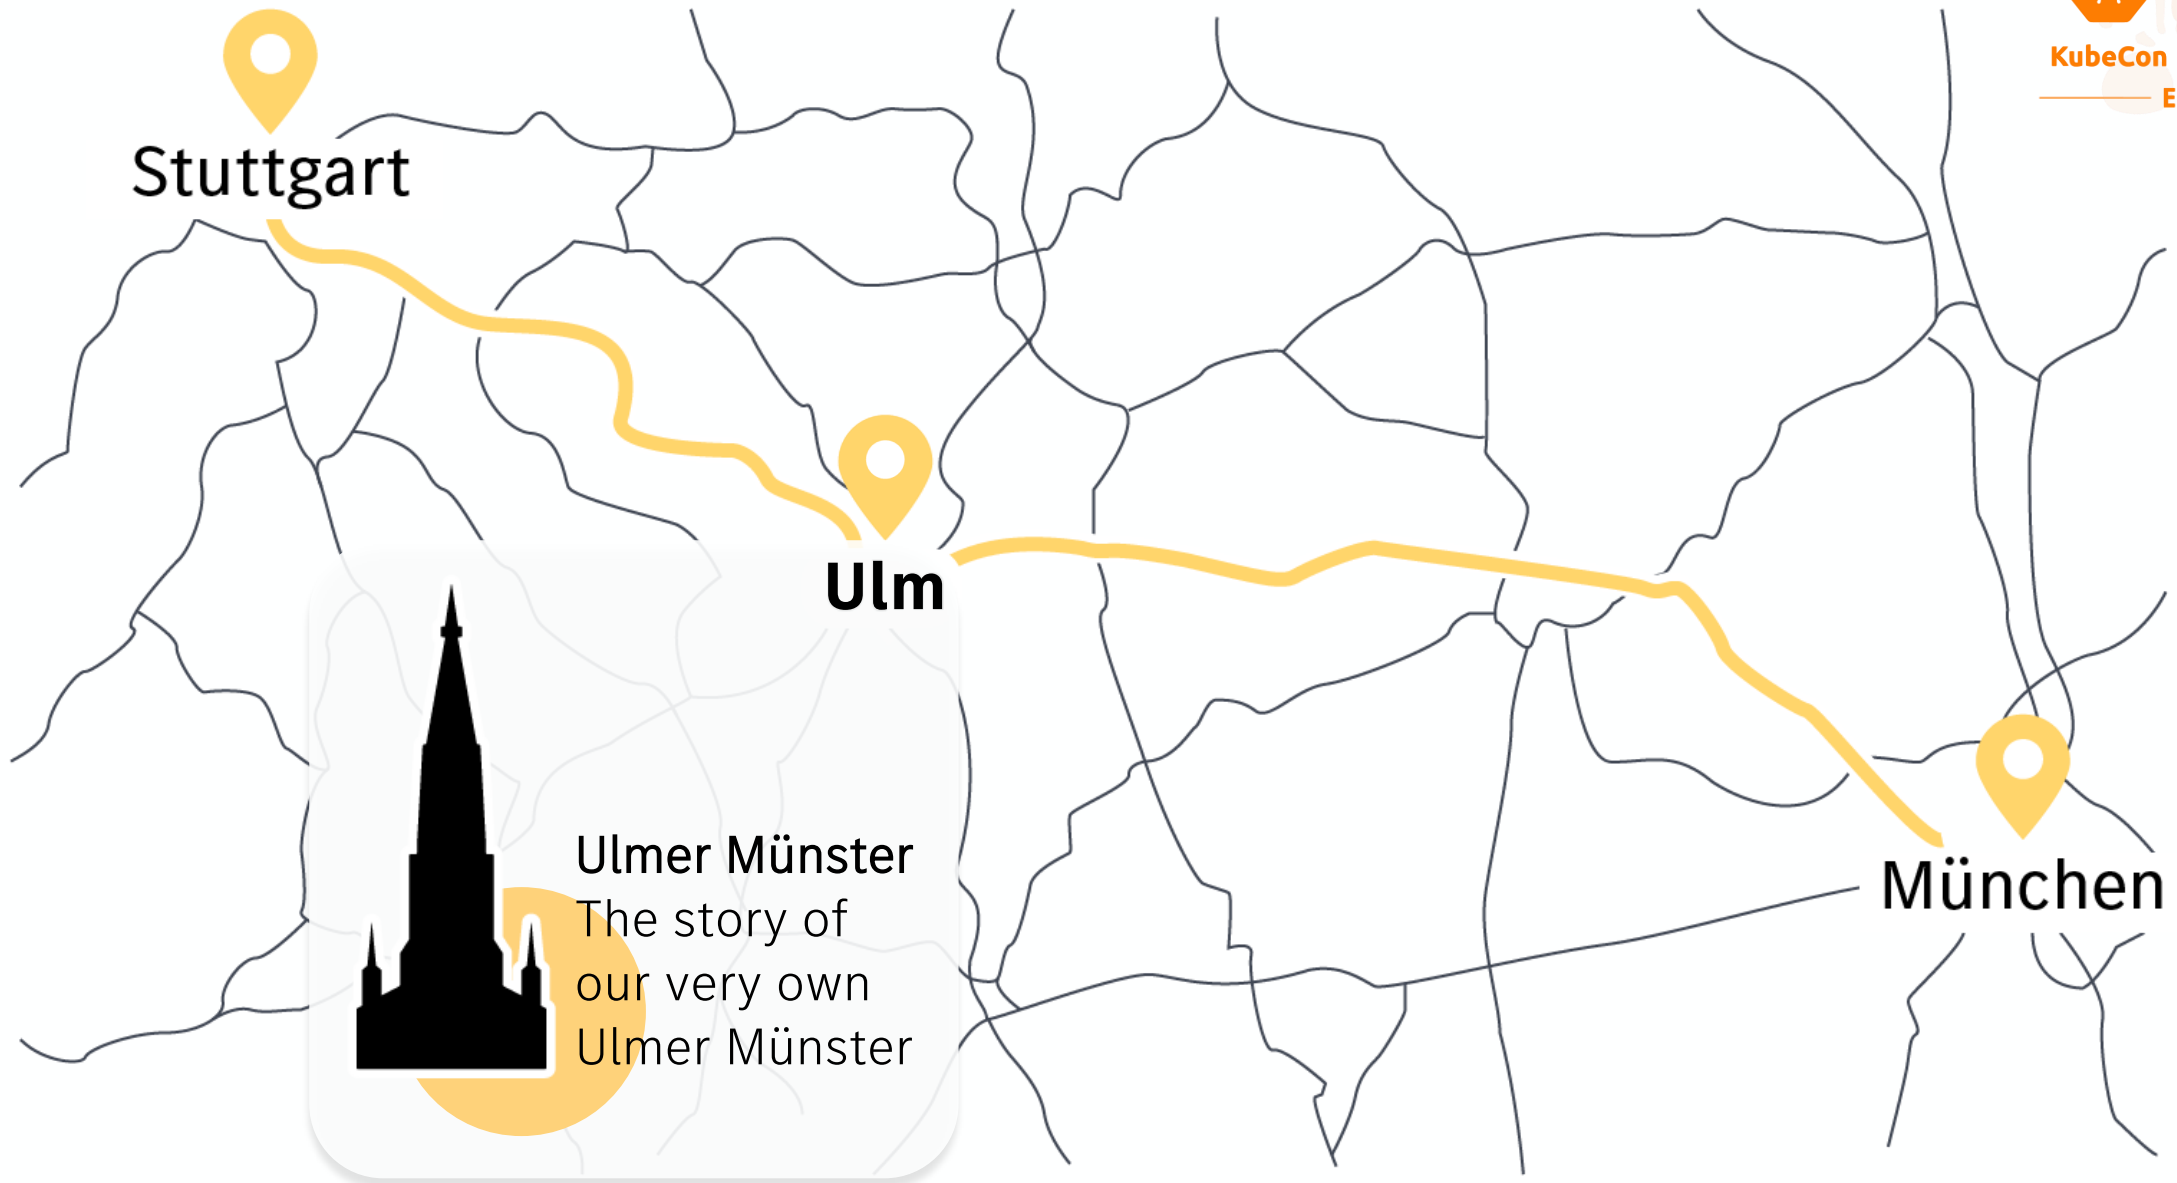 KubeCon
E
Stuttgart
Ulm
Ulmer Münster
The story of
our very own
Ulmer Münster
München